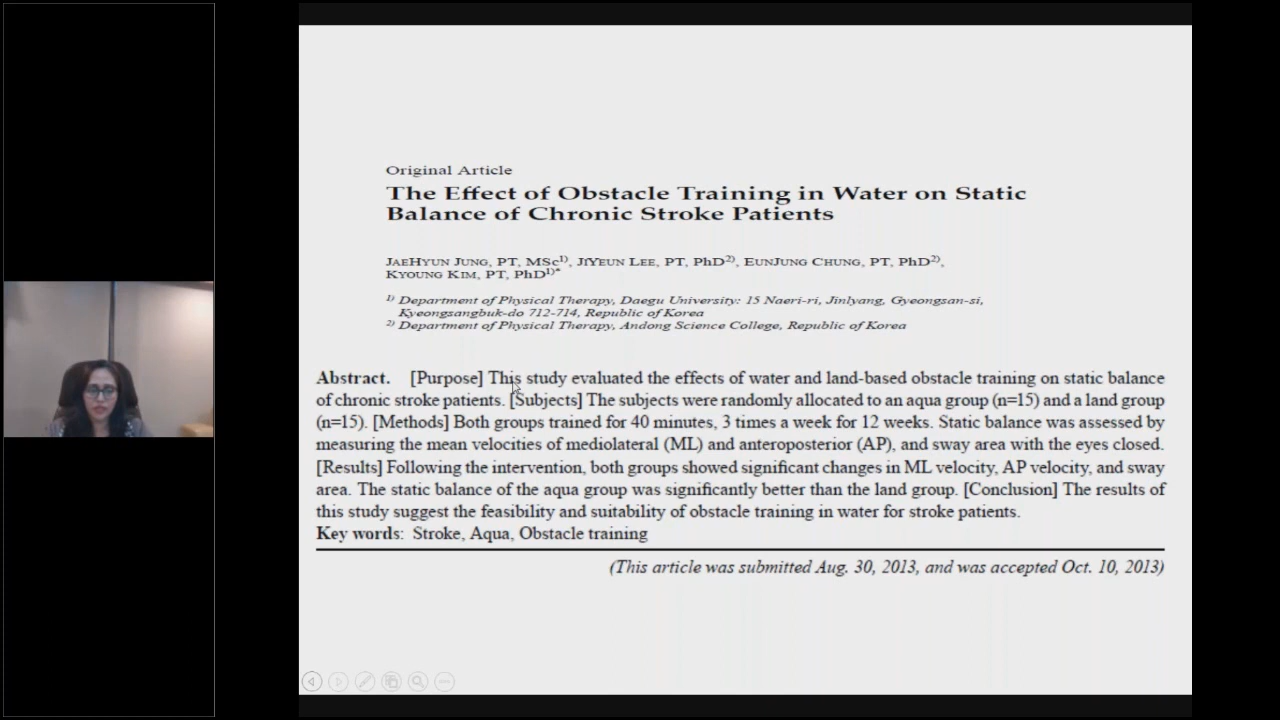 Original Article
The Effect of Obstacle Training in Water on Static
Balance of Chronic Stroke Patients
JAEHYUN JUNG, PT, MSc1), JIYEUN LEE, PT, PhD2), EUNJUNG CHUNG, PT, PhD2),
KYOUNG KIM, PT, PhD1)*
1) Department of Physical Therapy, Daegu University: 15 Naeri-ri, Jinlyang, Gyeongsan-si,
Kyeongsangbuk-do 712-714, Republic of Korea
2) Department of Physical Therapy, Andong Science College, Republic of Korea
Abstract. [Purpose] This study evaluated the effects of water and land-based obstacle training on static balance
of chronic stroke patients. [Subjects] The subjects were randomly allocated to an aqua group (n=15) and a land group
(n=15). [Methods] Both groups trained for 40 minutes, 3 times a week for 12 weeks. Static balance was assessed by
measuring the mean velocities of mediolateral (ML) and anteroposterior (AP), and sway area with the eyes closed.
[Results] Following the intervention, both groups showed significant changes in ML velocity, AP velocity, and sway
area. The static balance of the aqua group was significantly better than the land group. [Conclusion] The results of
this study suggest the feasibility and suitability of obstacle training in water for stroke patients.
Key words: Stroke, Aqua, Obstacle training
(This article was submitted Aug. 30, 2013, and was accepted Oct. 10, 2013)